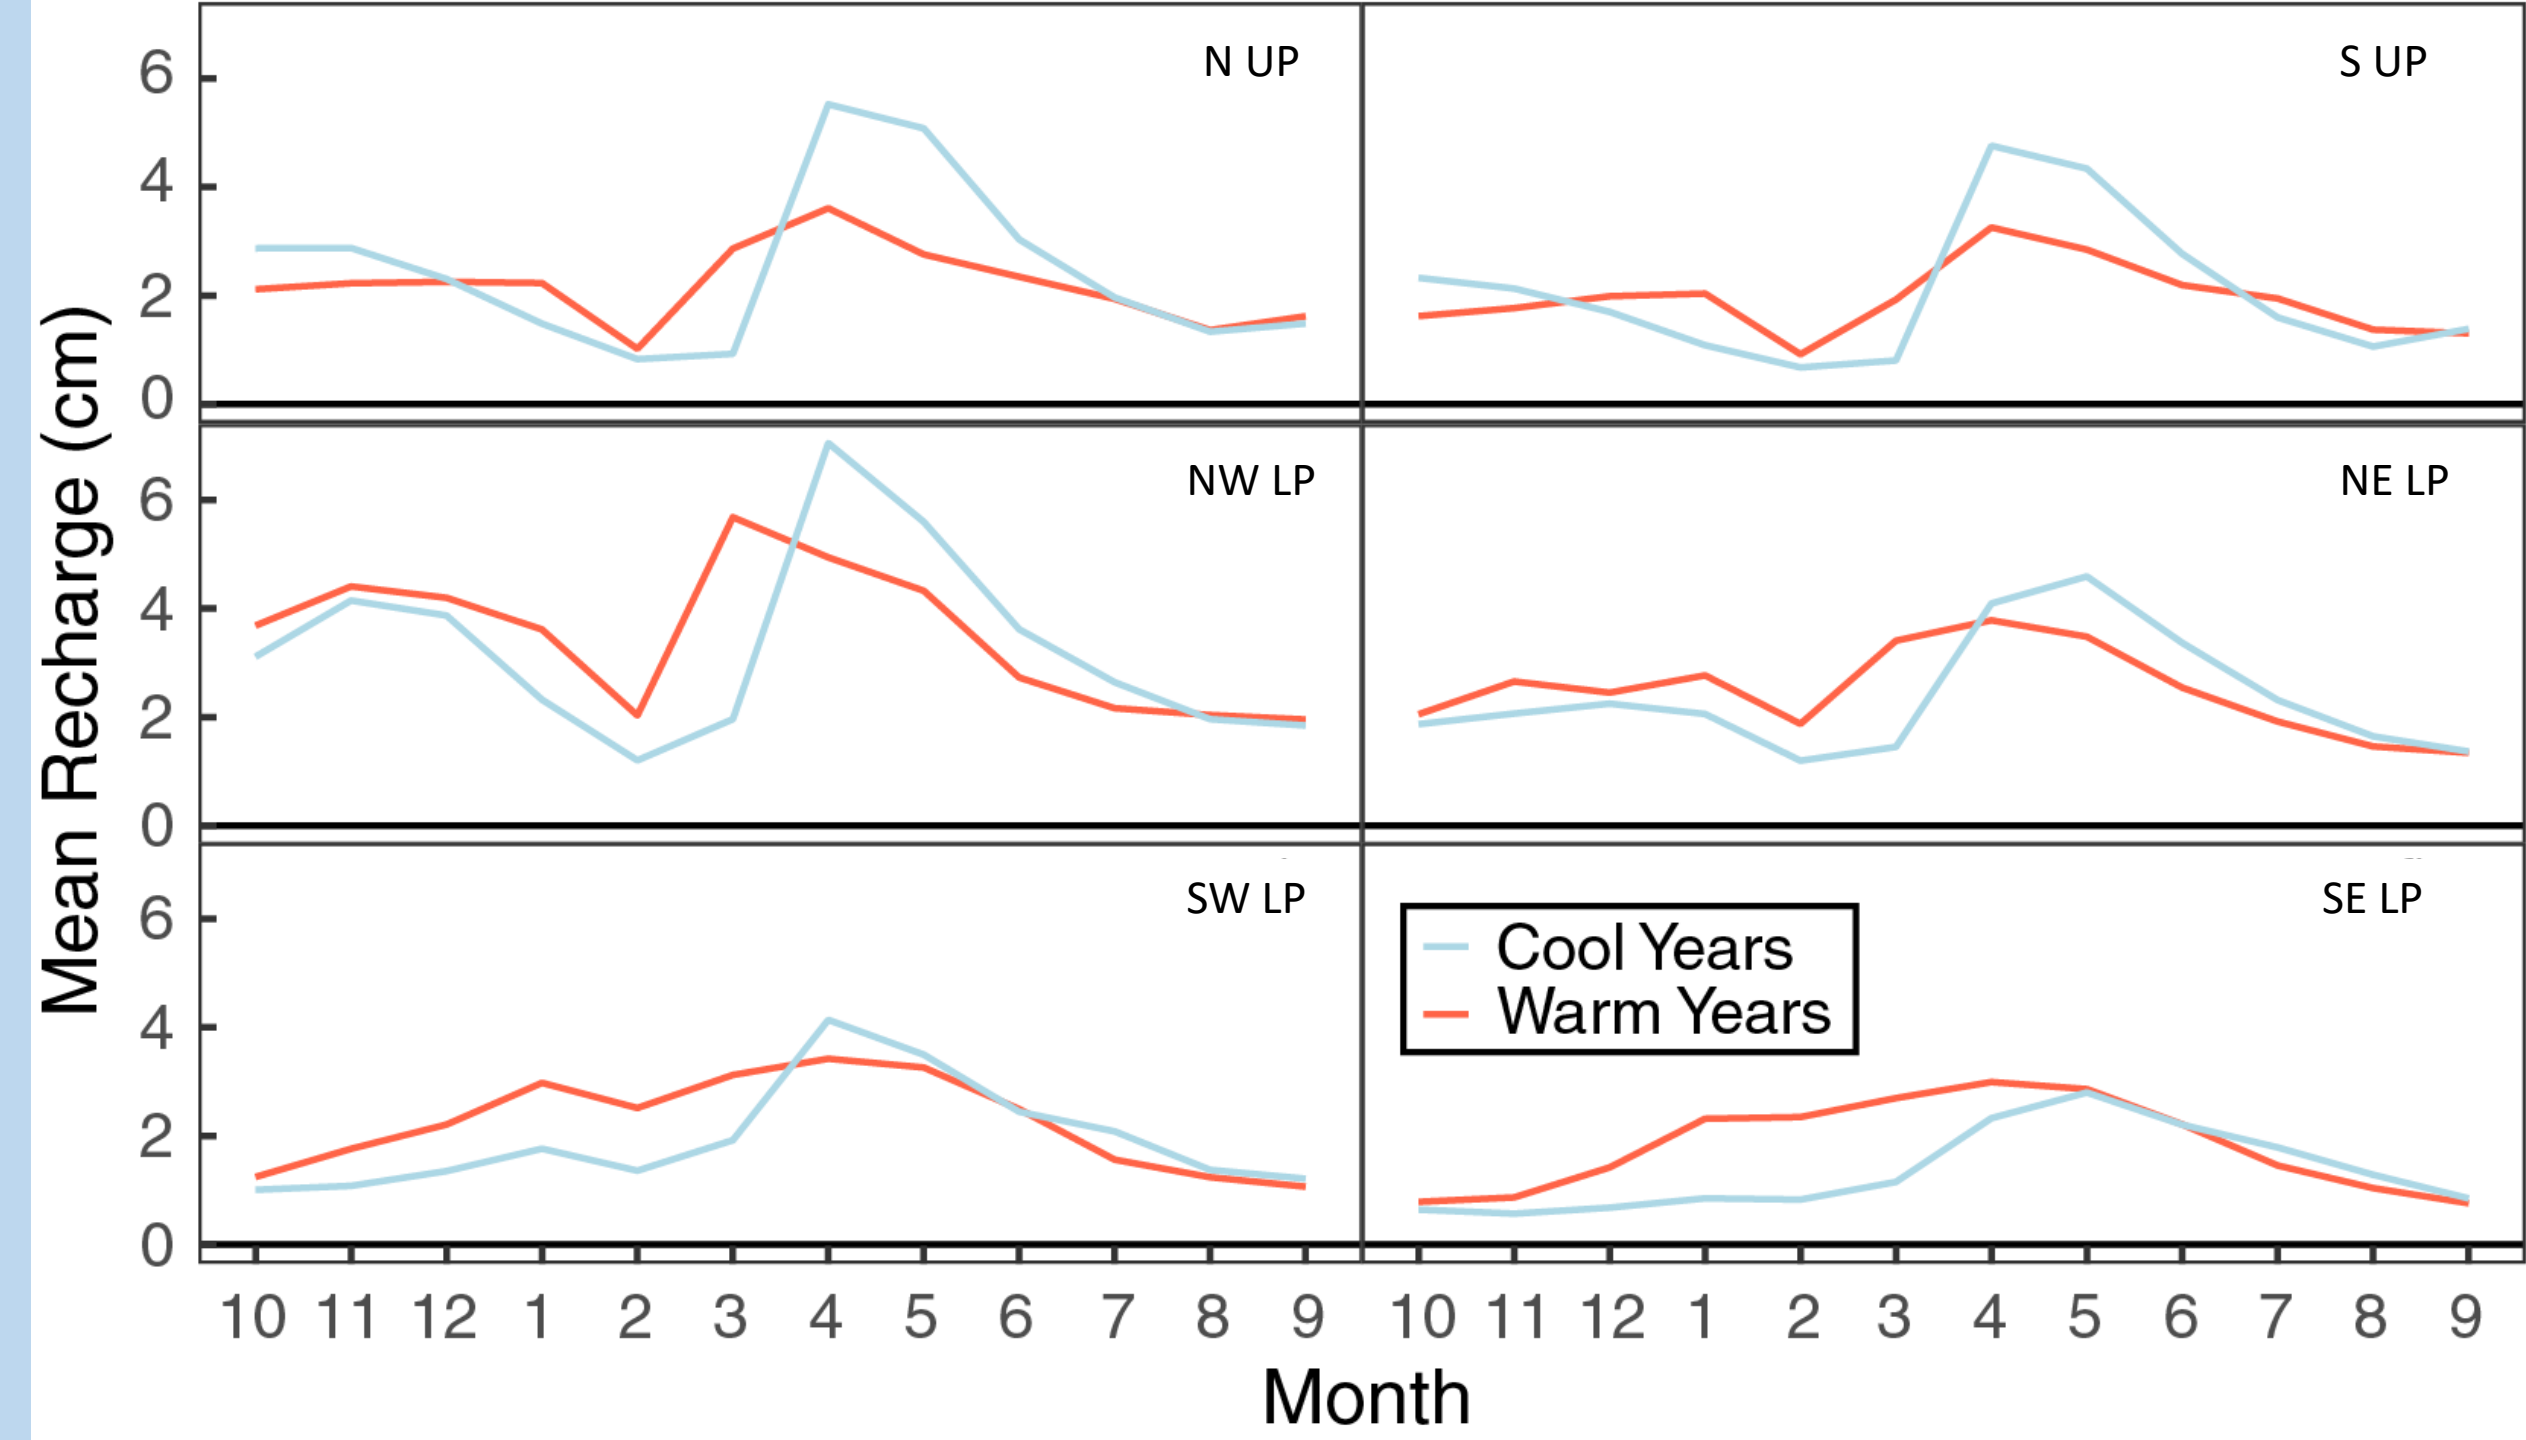 Mean Recharge (cm)
N UP
S UP
6
4
2
0
NW LP
NE LP
6
4
2
0
SW LP
SE LP
6
4
2
0
Cool Years
Warm Years
10 11 12 1 2 3 4 5 6 7 8 9 10 11 12 1 2 3 4 5 6 7 8 9
Month